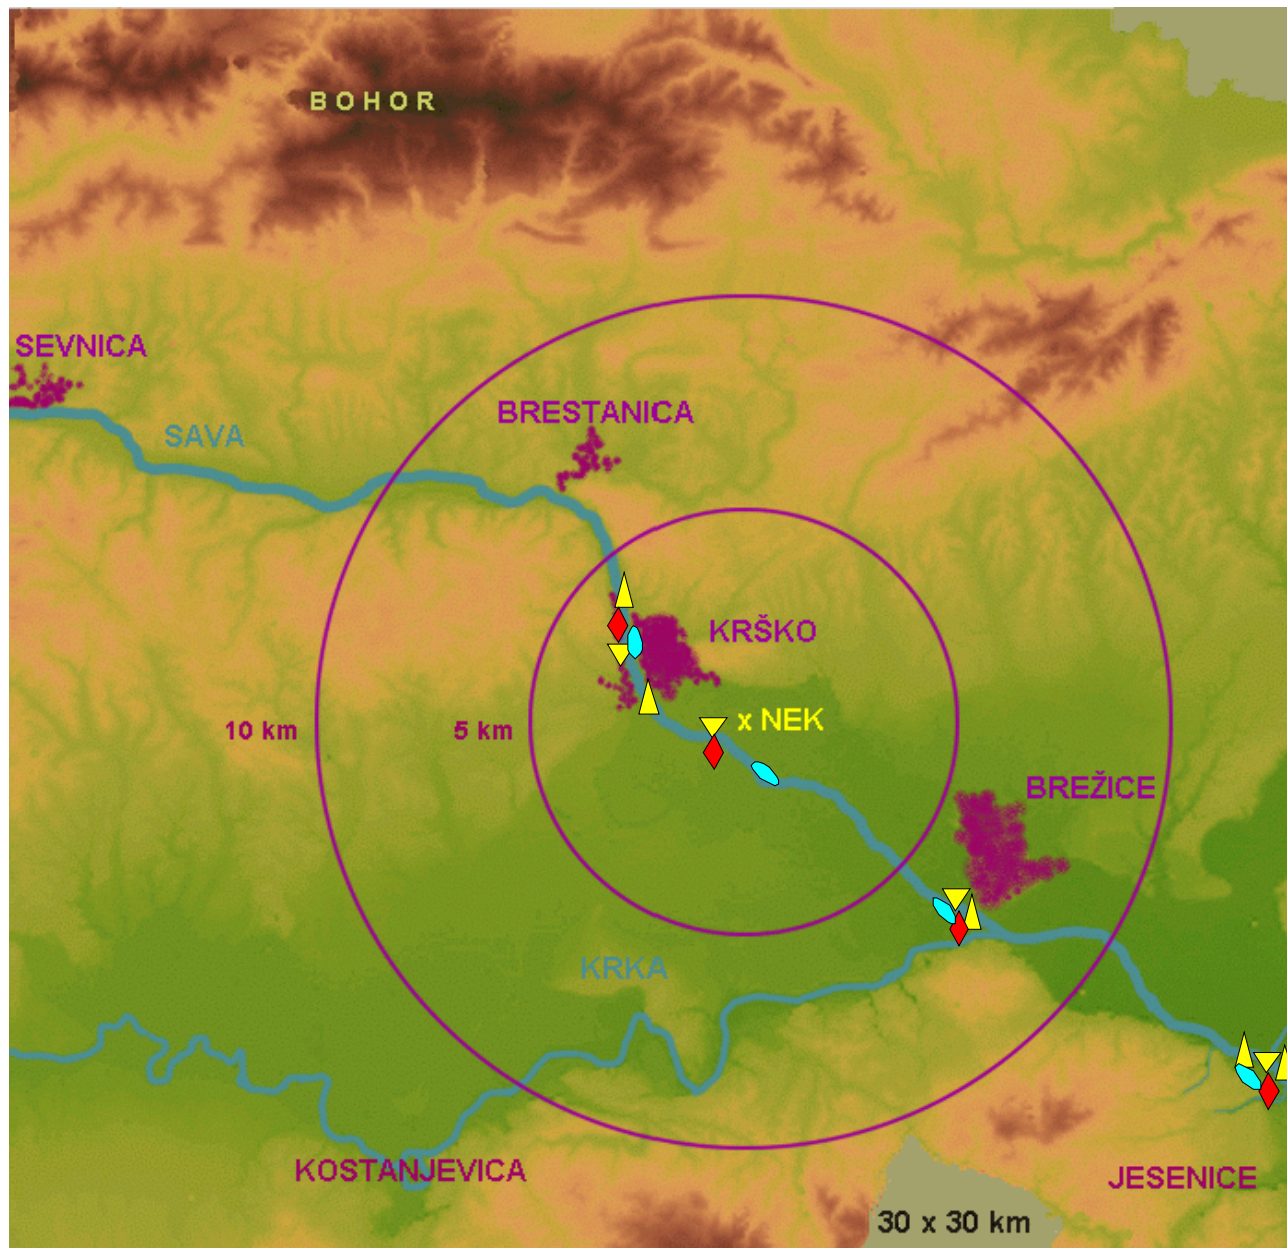 BOHOR
SEVNICA
SAVA
BRESTANICA
KRŠKO
10 km
5 km
x NEK
BREŽICE
KRKA
KOSTANJEVICA
JESENICE
30 x 30 km